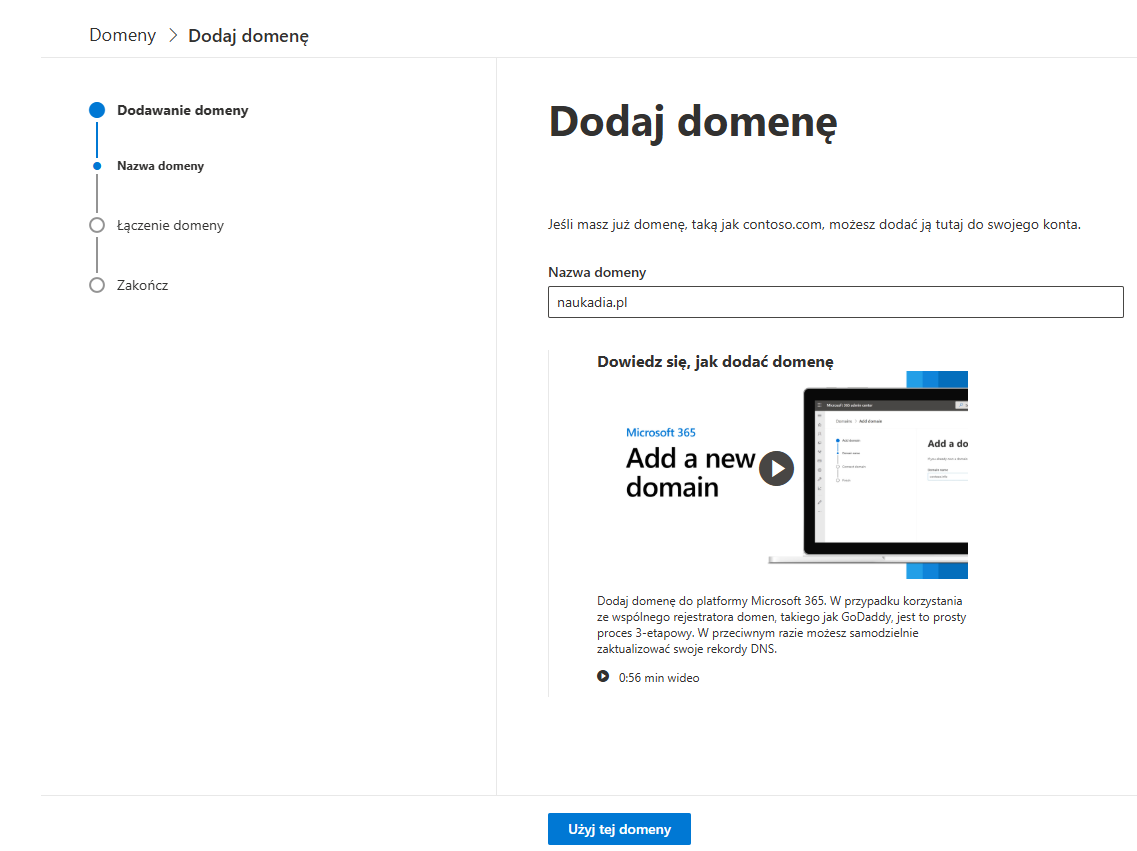 Domeny > Dodaj domenę
Dodawanie domeny
Nazwa domeny
Łączenie domeny
Zakończ
Dodaj domenę
Jeśli masz już domenę, taką jak contoso.com, możesz dodać ją tutaj do swojego konta.
Nazwa domeny
naukadia.pl
Dowiedz się, jak dodać domenę
Microsoft 365
Add a new
domain
Microsoft 365 admin center
Add domain
Add a do
Dodaj domenę do platformy Microsoft 365. W przypadku korzystania
ze wspólnego rejestratora domen, takiego jak GoDaddy, jest to prosty
proces 3-etapowy. W przeciwnym razie możesz samodzielnie
zaktualizować swoje rekordy DNS.
0:56 min wideo
Użyj tej domeny